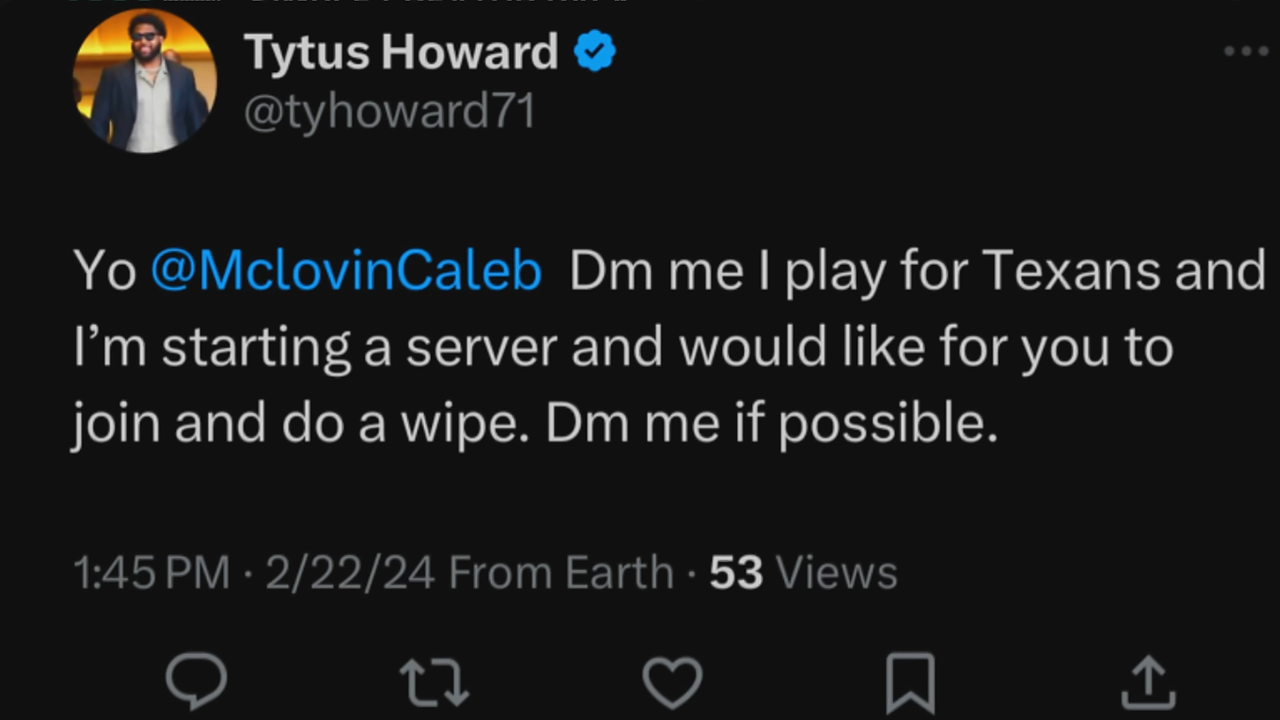 Tytus Howard
@tyhoward71
Yo @MclovinCaleb Dm me I play for Texans and
I’m starting a server and would like for you to
join and do a wipe. Dm me if possible.
1:45 PM · 2/22/24 From Earth · 53 Views